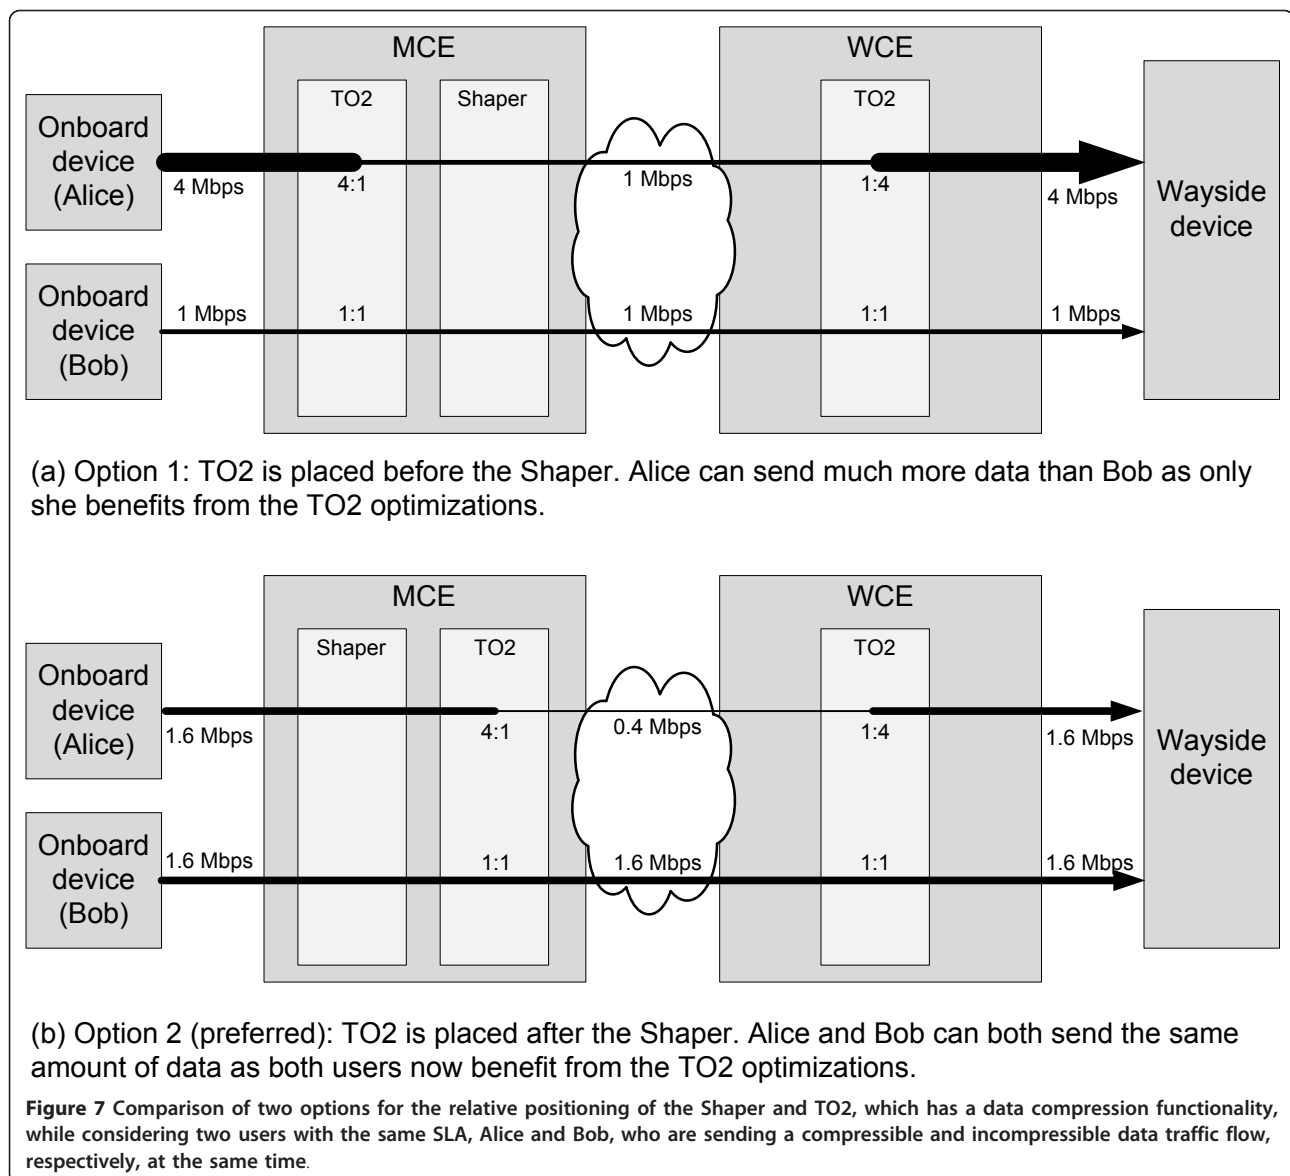 MCE
WCE
TO2
Shaper
TO2
Onboard
device
(Alice)
4 Mbps
4:1
1 Mbps
1:4
4 Mbps
Wayside
device
Onboard
device
(Bob)
1 Mbps
1:1
1 Mbps
1:1
1 Mbps
(a) Option 1: TO2 is placed before the Shaper. Alice can send much more data than Bob as only
she benefits from the TO2 optimizations.
MCE
WCE
Shaper
TO2
TO2
Onboard
device
(Alice)
1.6 Mbps
4:1
0.4 Mbps
1:4
1.6 Mbps
Wayside
device
Onboard
device
(Bob)
1.6 Mbps
1:1
1.6 Mbps
1:1
1.6 Mbps
(b) Option 2 (preferred): TO2 is placed after the Shaper. Alice and Bob can both send the same
amount of data as both users now benefit from the TO2 optimizations.
Figure 7 Comparison of two options for the relative positioning of the Shaper and TO2, which has a data compression functionality,
while considering two users with the same SLA, Alice and Bob, who are sending a compressible and incompressible data traffic flow,
respectively, at the same time.